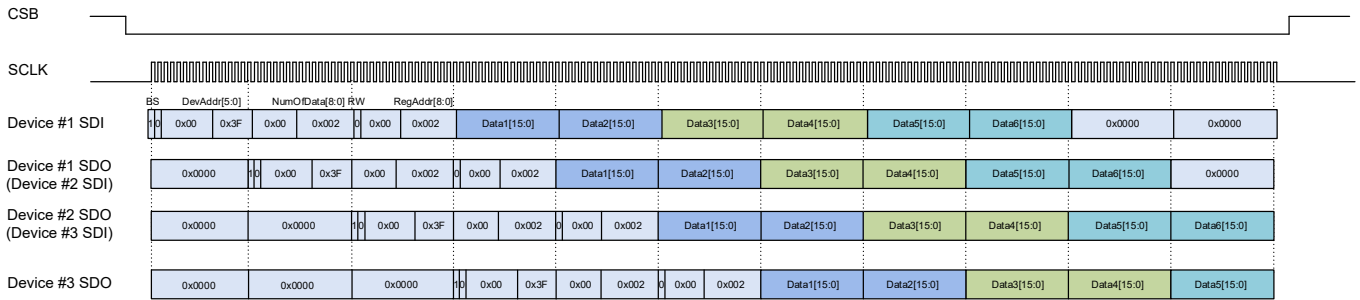 CSB
SCLK
BS DevAddr[5:0] NumOfData[8:0] RW RegAddr[8:0]
Device #1 SDI 1 0 0x00 0x3F 0x00 0x002 0 0x00 0x002 Data1[15:0] Data2[15:0] Data3[15:0] Data4[15:0] Data5[15:0] Data6[15:0] 0x0000 0x0000
Device #1 SDO
(Device #2 SDI) 0x0000 1 0 0x00 0x3F 0x00 0x002 0 0x00 0x002 Data1[15:0] Data2[15:0] Data3[15:0] Data4[15:0] Data5[15:0] Data6[15:0] 0x0000
Device #2 SDO
(Device #3 SDI) 0x0000 0x0000 1 0 0x00 0x3F 0x00 0x002 0 0x00 0x002 Data1[15:0] Data2[15:0] Data3[15:0] Data4[15:0] Data5[15:0] Data6[15:0]
Device #3 SDO 0x0000 0x0000 0x0000 1 0 0x00 0x3F 0x00 0x002 0 0x00 0x002 Data1[15:0] Data2[15:0] Data3[15:0] Data4[15:0] Data5[15:0]